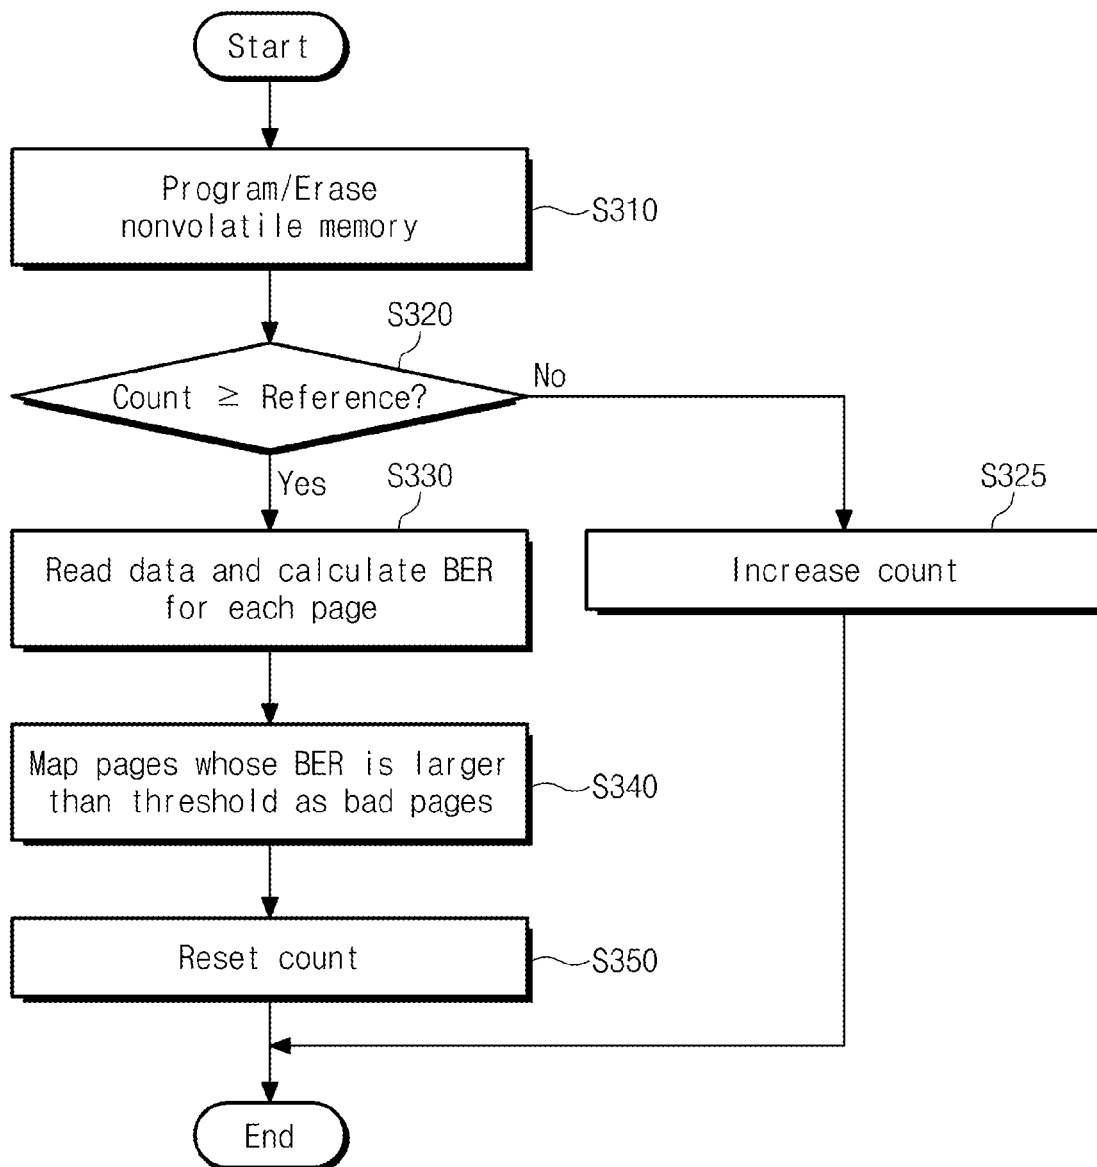 Start
Program/Erase
nonvolatile memory
S310
S320
Count ≥ Reference?
No
Yes
S330
S325
Read data and calculate BER
for each page
Increase count
Map pages whose BER is larger
than threshold as bad pages
S340
Reset count
S350
End